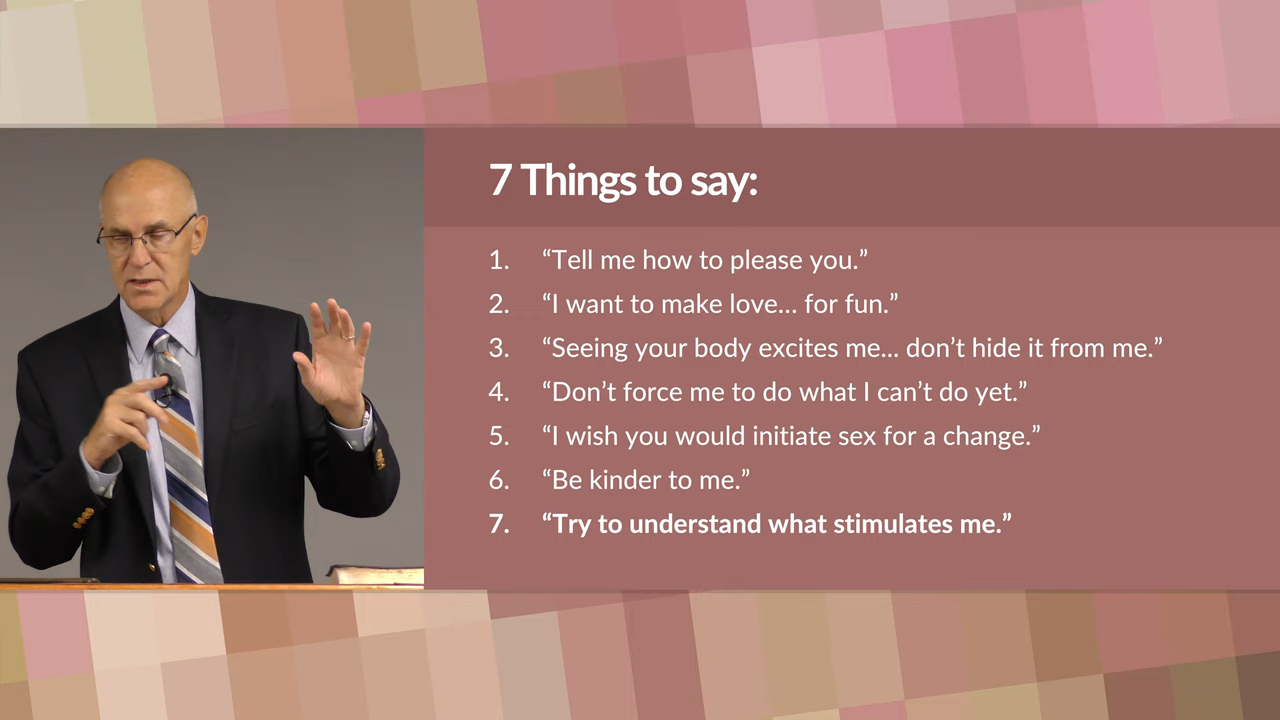 7 Things to say:
1. “Tell me how to please you.”
2. “I want to make love... for fun.”
3. “Seeing your body excites me... don’t hide it from me.”
4. “Don’t force me to do what I can’t do yet.”
5. “I wish you would initiate sex for a change.”
6. “Be kinder to me.”
7. “Try to understand what stimulates me.”